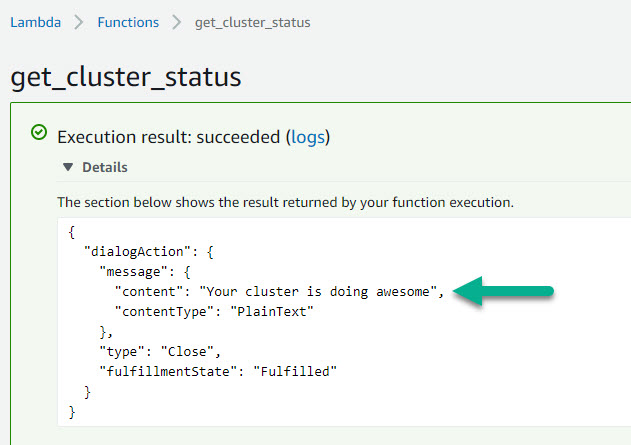 Lambda > Functions > get_cluster_status
get_cluster_status
Execution result: succeeded (logs)
Details
The section below shows the result returned by your function execution.
{
  "dialogAction": {
    "message": {
      "content": "Your cluster is doing awesome",
      "contentType": "PlainText"
    },
    "type": "Close",
    "fulfillmentState": "Fulfilled"
  }
}